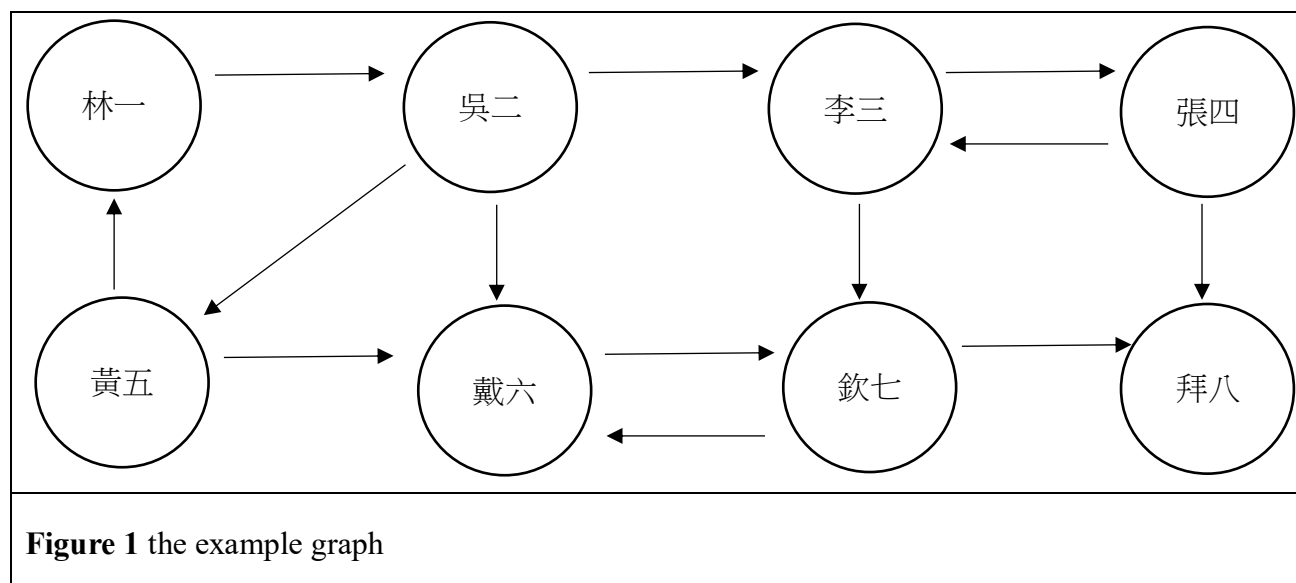 林一
吳二
李三
張四
黃五
戴六
欽七
拜八
Figure 1 the example graph